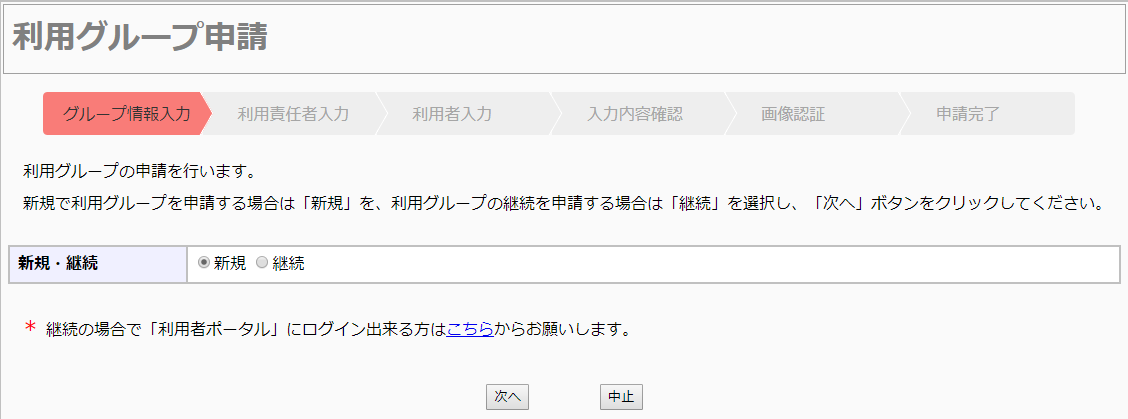 利用グループ申請
グループ情報入力 利用責任者入力 利用者入力 入力内容確認 画像認証 申請完了
利用グループの申請を行います。
新規で利用グループを申請する場合は「新規」を、利用グループの継続を申請する場合は「継続」を選択し、「次へ」ボタンをクリックしてください。
新規・継続 新規 継続
* 継続の場合で「利用者ポータル」にログイン出来る方はこちらからお願いします。
次へ 中止